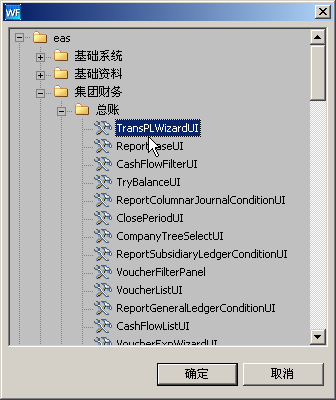 WF
eas
基础系统
基础资料
集团财务
总账
TransPLWizardUI
ReportBaseUI
CashFlowFilterUI
TryBalanceUI
ReportColumnarJournalConditionUI
ClosePeriodUI
CompanyTreeSelectUI
ReportSubsidiaryLedgerConditionUI
VoucherFilterPanel
VoucherListUI
ReportGeneralLedgerConditionUI
CashFlowListUI
VoucherExpWizardUI
确定
取消